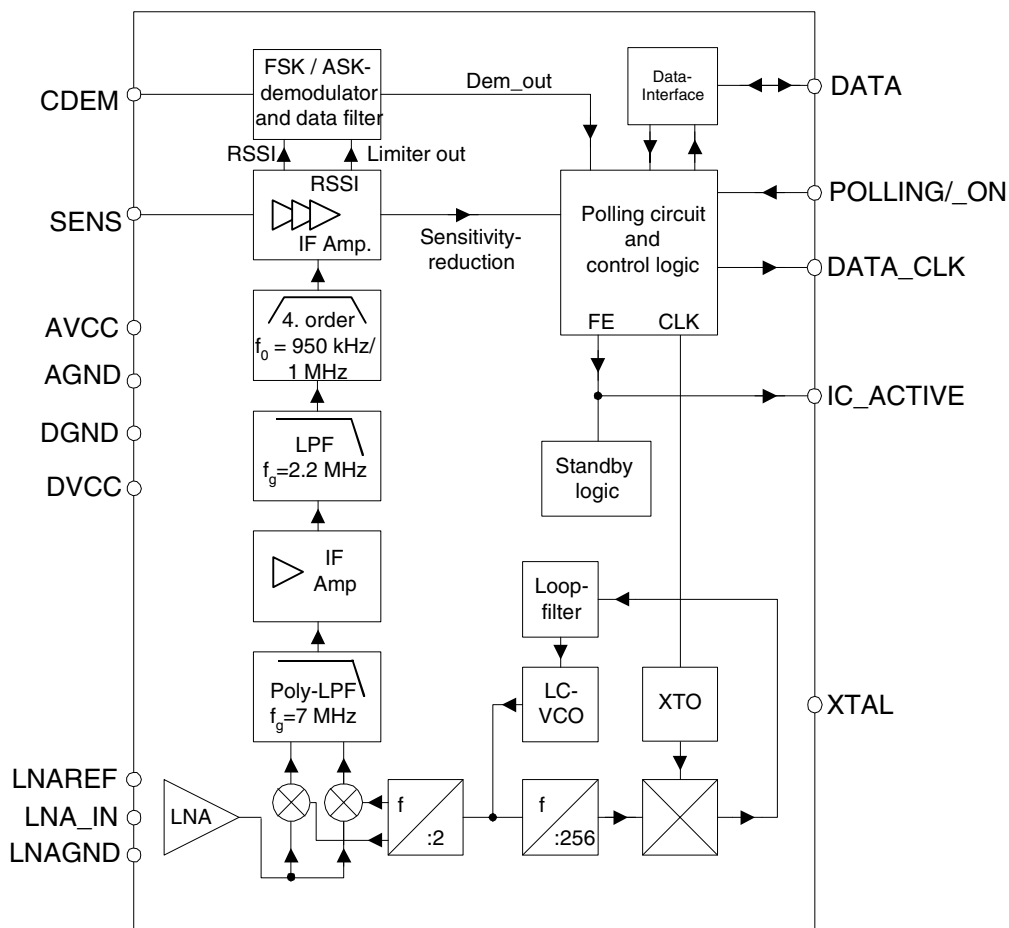 FSK / ASK-
demodulator
and data filter
CDEM
Dem_out
Data-
Interface
DATA
RSSI
Limiter out
RSSI
IF Amp.
SENS
Sensitivity-
reduction
Polling circuit
and
control logic
FE
CLK
POLLING/_ON
DATA_CLK
AVCC
AGND
DGND
DVCC
4. order
f0 = 950 kHz/
1 MHz
LPF
fg=2.2 MHz
IF
Amp
Poly-LPF
fg=7 MHz
IC_ACTIVE
Standby
logic
Loop-
filter
LC-
VCO
XTO
XTAL
LNAREF
LNA_IN
LNAGND
LNA
f
:2
f
:256